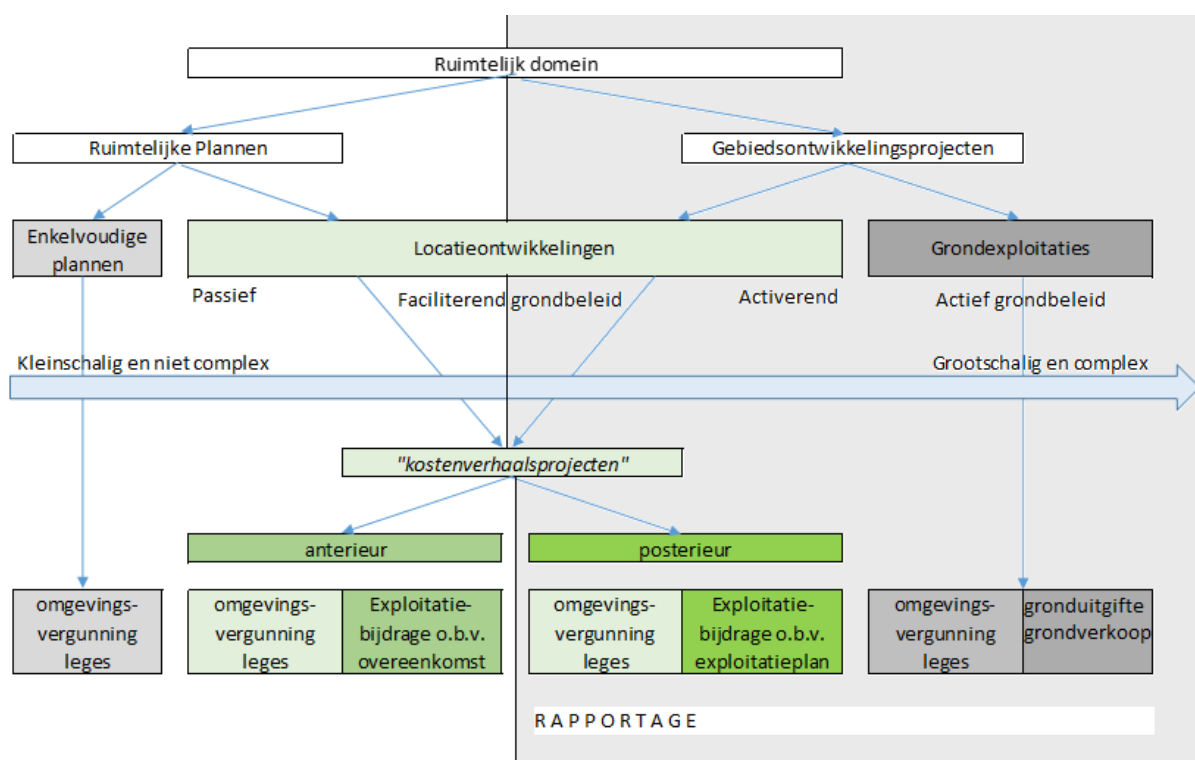 Ruimtelijk domein
Ruimtelijke Plannen
Gebiedsontwikkelingsprojecten
Enkelvoudige
plannen
Locatieontwikkelingen
Grondexploitaties
Passief
Faciliterend grondbeleid
Activerend
Actief grondbeleid
Kleinschalig en niet complex
Grootschalig en complex
"kostenverhaalsprojecten"
anterieur
posterieur
omgevings-
vergunning
leges
omgevings-
vergunning
leges
Exploitatie-
bijdrage o.b.v.
overeenkomst
omgevings-
vergunning
leges
Exploitatie-
bijdrage o.b.v.
exploitatieplan
omgevings-
vergunning
leges
gronduitgifte
grondverkoop
R A P P O R T A G E